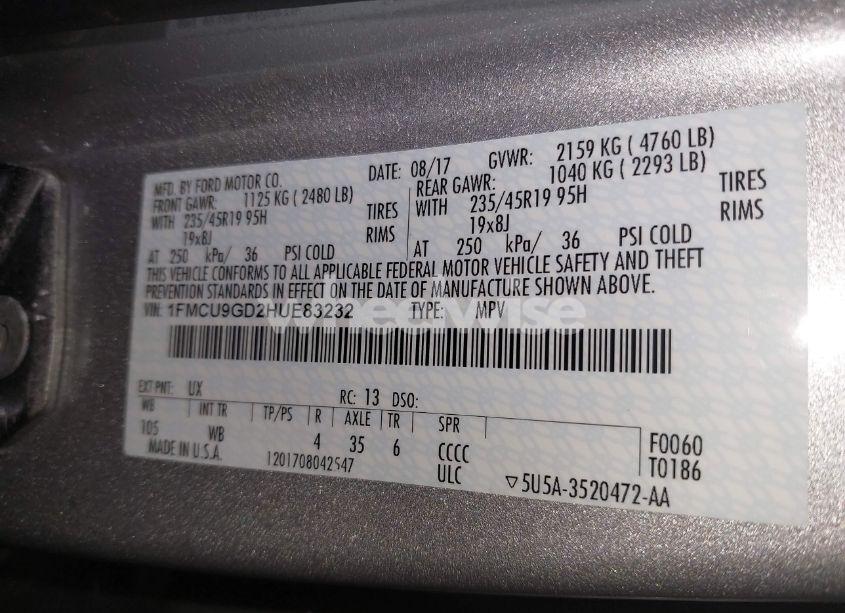 MFD. BY FORD MOTOR CO. DATE: 08/17 GVWR: 2159 KG ( 4760 LB)
FRONT GAWR: 1125 KG ( 2480 LB) REAR GAWR: 1040 KG ( 2293 LB)
WITH 235/45R19 95H TIRES WITH 235/45R19 95H TIRES
19x8J RIMS 19x8J RIMS
AT 250 kPa/ 36 PSI COLD AT 250 kPa/ 36 PSI COLD
THIS VEHICLE CONFORMS TO ALL APPLICABLE FEDERAL MOTOR VEHICLE SAFETY AND THEFT
PREVENTION STANDARDS IN EFFECT ON THE DATE OF MANUFACTURE SHOWN ABOVE.
VIN: 1FMCU9GD2HUE83232 TYPE: MPV
wheelwise
EXT PNT: UX RC: 13 DSO:
WB INT TR TP/PS R AXLE TR SPR
105 WB 4 35 6 CCCC F0060
MADE IN U.S.A. 1201708042547 ULC T0186
▽5U5A-3520472-AA